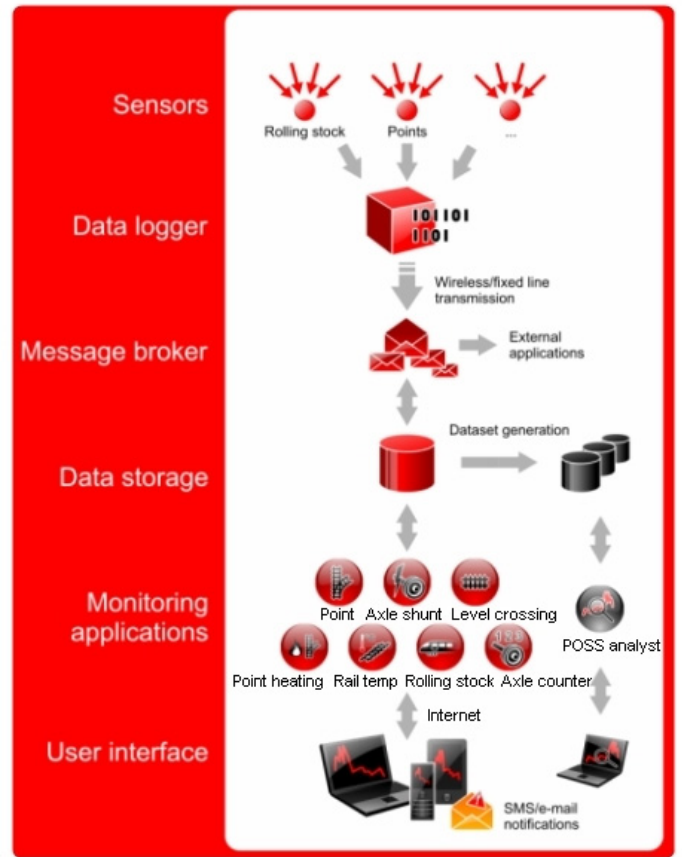 Sensors
Rolling stock
Points
...
Data logger
101101
1101
Wireless/fixed line
transmission
Message broker
External
applications
Dataset generation
Data storage
Monitoring
applications
Point
Axle shunt
Level crossing
POSS analyst
123
Point heating
Rail temp
Rolling stock
Axle counter
Internet
User interface
SMS/e-mail
notifications